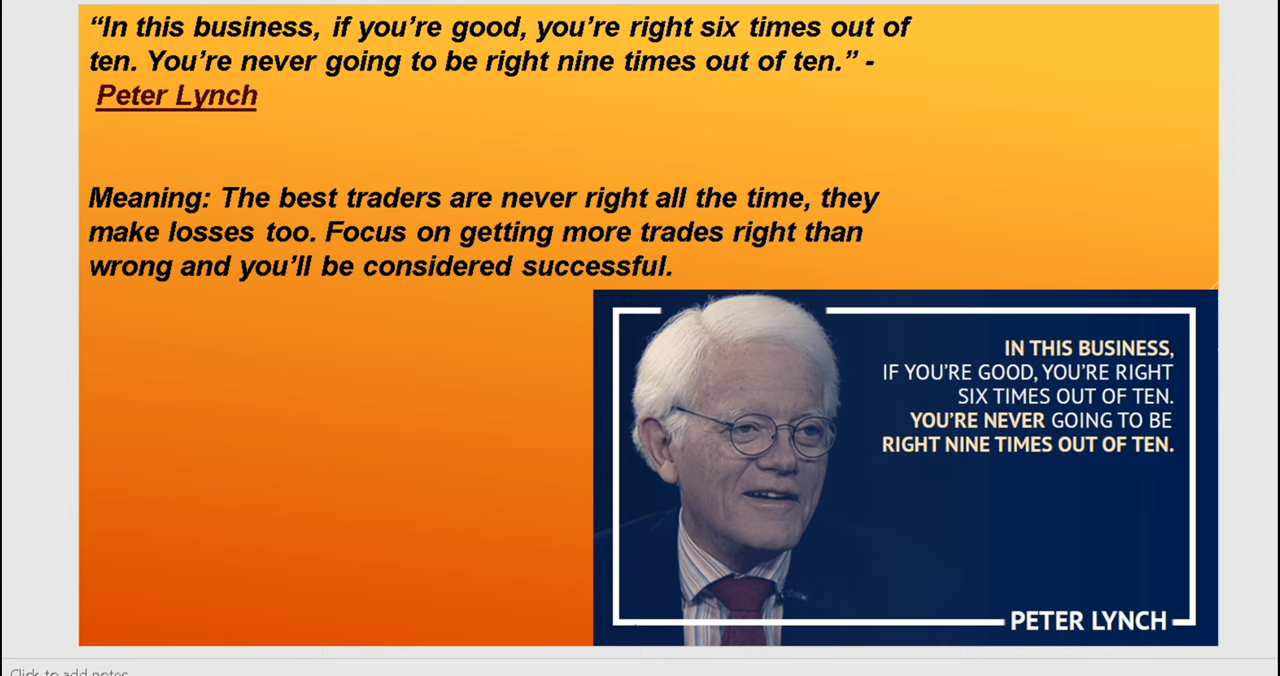 “In this business, if you’re good, you’re right six times out of
ten. You’re never going to be right nine times out of ten.” -
Peter Lynch
Meaning: The best traders are never right all the time, they
make losses too. Focus on getting more trades right than
wrong and you’ll be considered successful.
IN THIS BUSINESS,
IF YOU’RE GOOD, YOU’RE RIGHT
SIX TIMES OUT OF TEN.
YOU’RE NEVER GOING TO BE
RIGHT NINE TIMES OUT OF TEN.
PETER LYNCH
Click to add notes